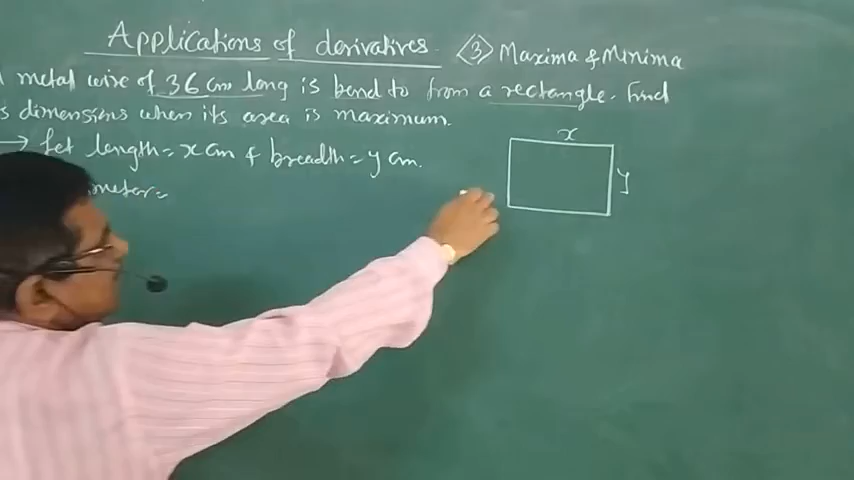 Applications of derivatives. 3 Maxima & Minima
metal wire of 36 cm long is bend to from a rectangle. Find
dimensions when its area is maximum.
→ Let length = x cm & breadth = y cm.
x
y